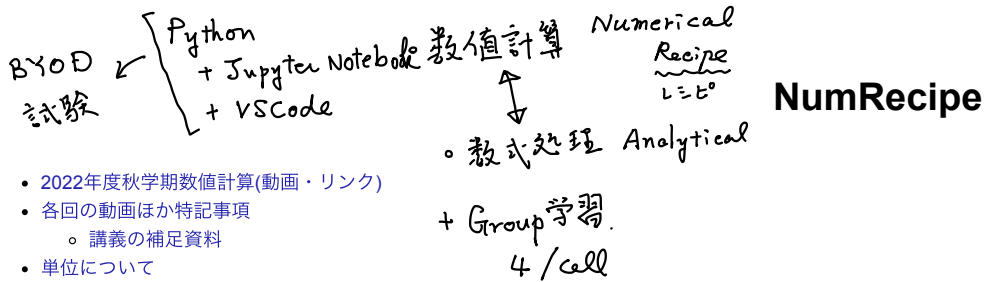 BYOD
試験
Python
+ Jupyter Notebook
+ VSCode
数値計算
Numerical
Recipe
レシピ
数式処理 Analytical
+ Group学習.
4/cell
NumRecipe
2022年度秋学期数値計算(動画・リンク)
各回の動画ほか特記事項
講義の補足資料
単位について